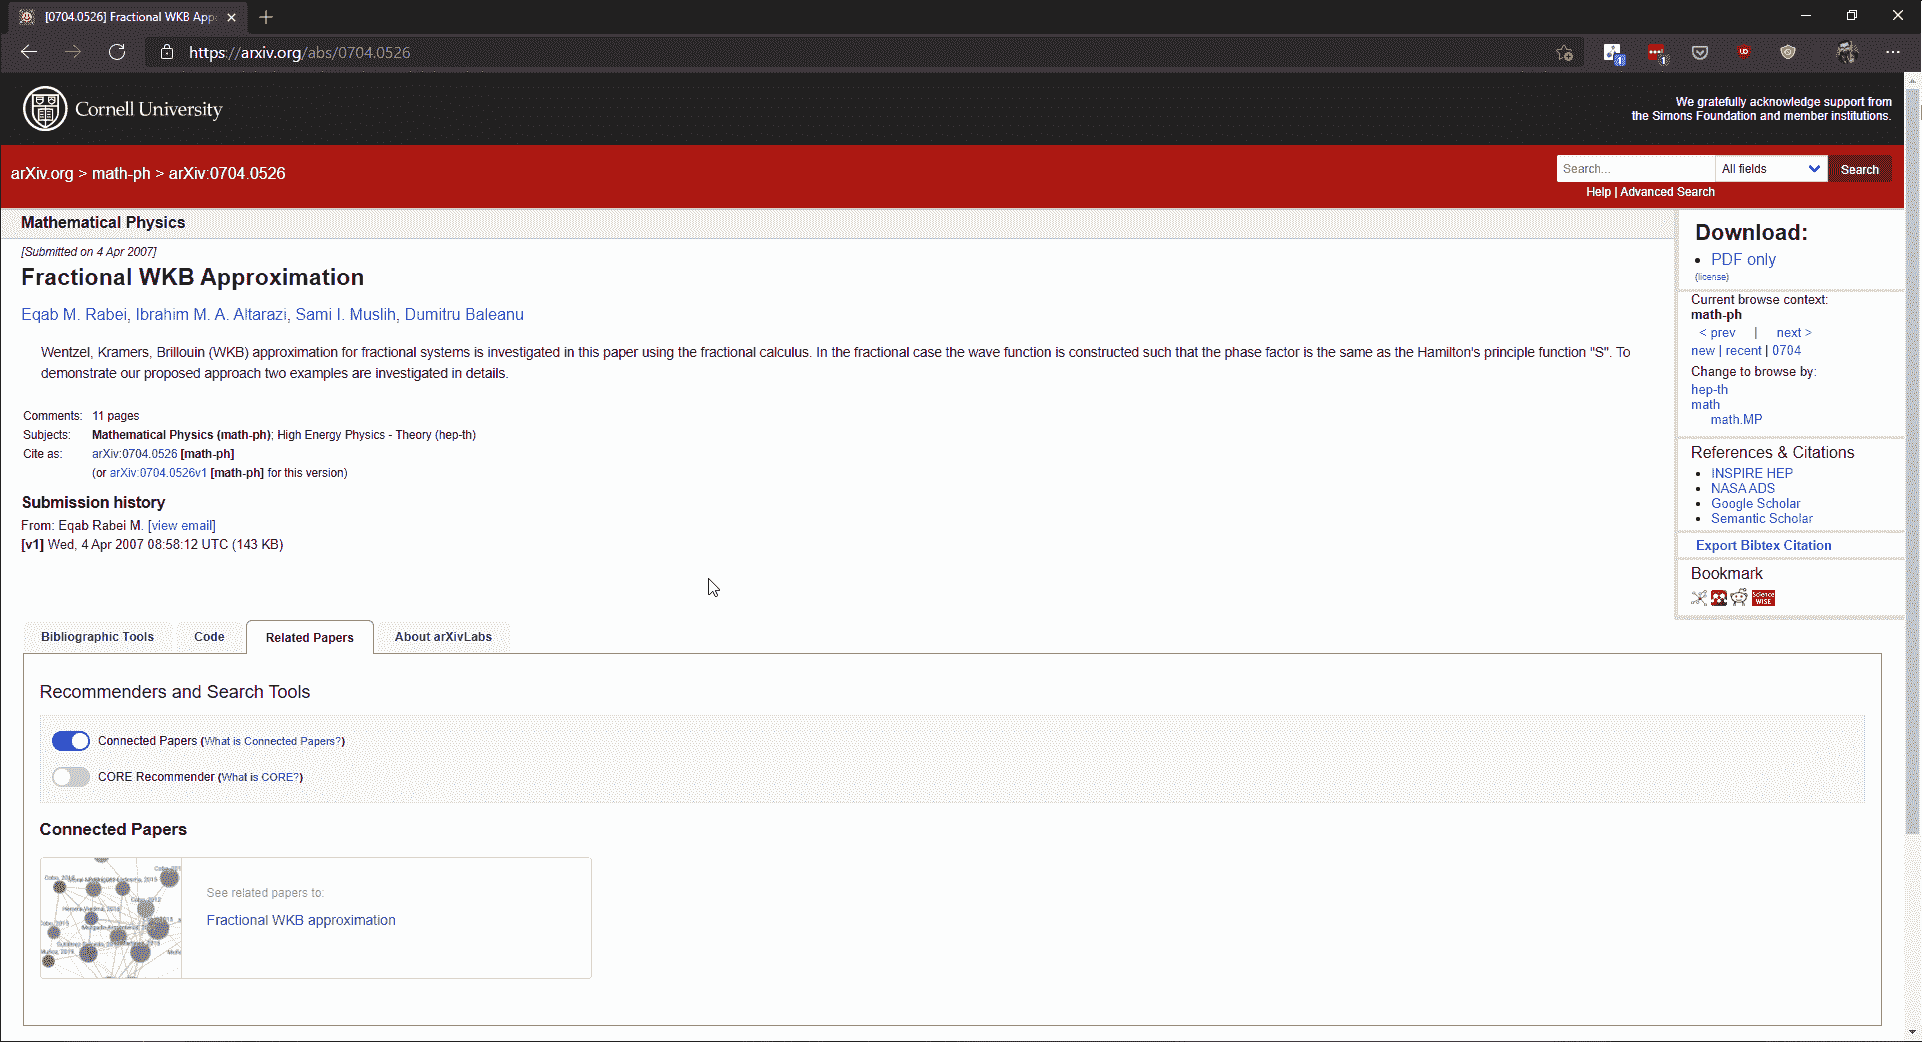 [0704.0526] Fractional WKB App
https://arxiv.org/abs/0704.0526
Cornell University
We gratefully acknowledge support from
the Simons Foundation and member institutions.
arXiv.org > math-ph > arXiv:0704.0526
Search...
All fields
Search
Help | Advanced Search
Mathematical Physics
[Submitted on 4 Apr 2007]
Fractional WKB Approximation
Eqab M. Rabei, Ibrahim M. A. Altarazi, Sami I. Muslih, Dumitru Baleanu
Wentzel, Kramers, Brillouin (WKB) approximation for fractional systems is investigated in this paper using the fractional calculus. In the fractional case the wave function is constructed such that the phase factor is the same as the Hamilton's principle function "S". To
demonstrate our proposed approach two examples are investigated in details.
Comments: 11 pages
Subjects: Mathematical Physics (math-ph); High Energy Physics - Theory (hep-th)
Cite as: arXiv:0704.0526 [math-ph]
(or arXiv:0704.0526v1 [math-ph] for this version)
Submission history
From: Eqab Rabei M. [view email]
[v1] Wed, 4 Apr 2007 08:58:12 UTC (143 KB)
Download:
PDF only
(license)
Current browse context:
math-ph
< prev | next >
new | recent | 0704
Change to browse by:
hep-th
math
math.MP
References & Citations
INSPIRE HEP
NASA ADS
Google Scholar
Semantic Scholar
Export Bibtex Citation
Bookmark
Science
WISE
Bibliographic Tools
Code
Related Papers
About arXivLabs
Recommenders and Search Tools
Connected Papers (What is Connected Papers?)
CORE Recommender (What is CORE?)
Connected Papers
See related papers to:
Fractional WKB approximation